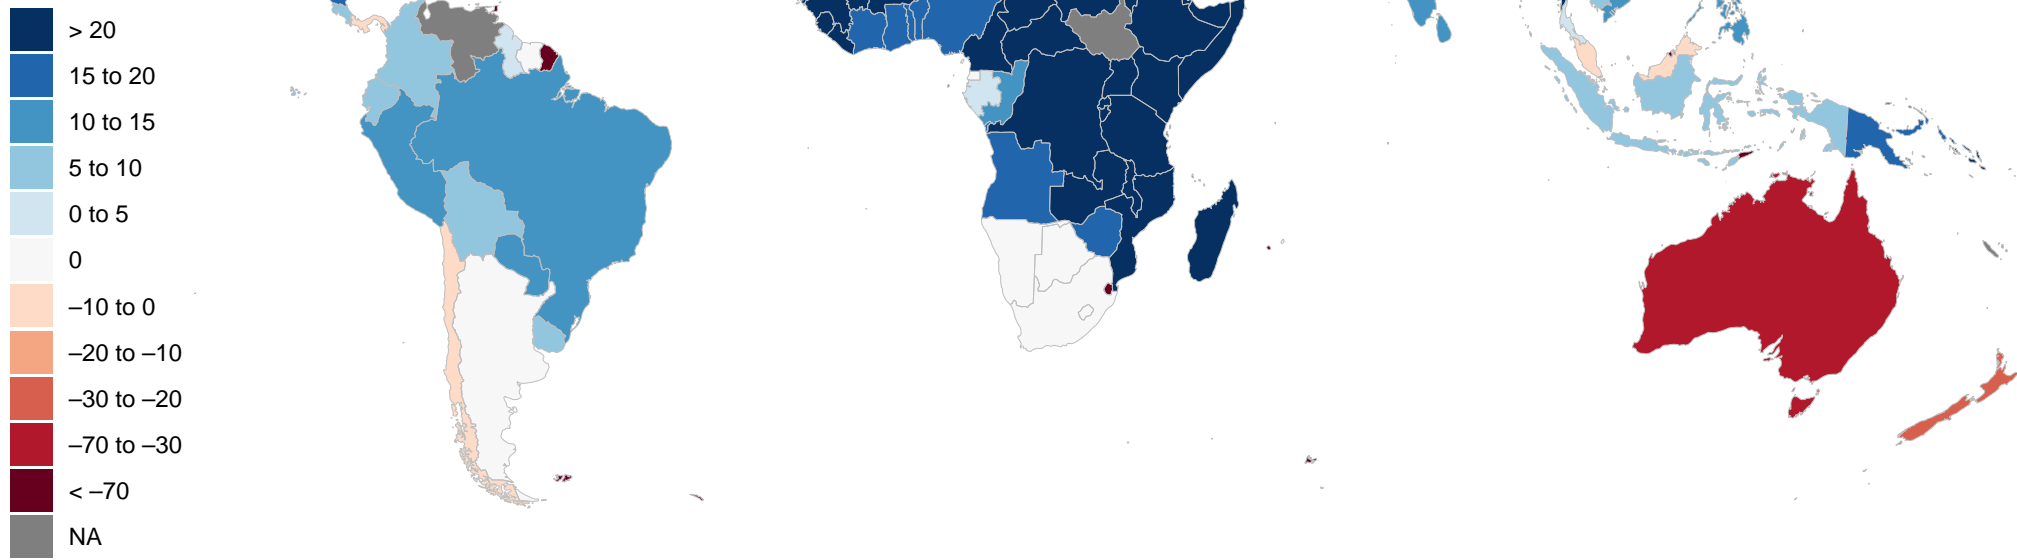 > 20
15 to 20
10 to 15
5 to 10
0 to 5
0
–10 to 0
–20 to –10
–30 to –20
–70 to –30
< –70
NA